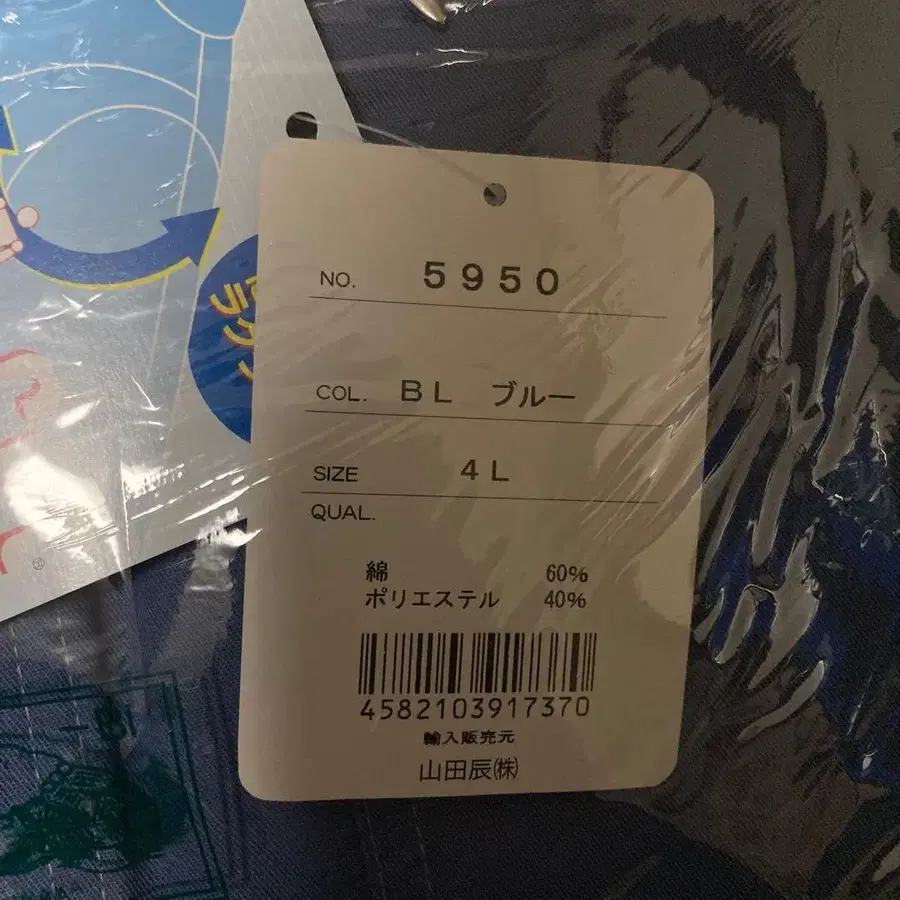 NO. 5950
COL. BL ブルー
SIZE 4L
QUAL.
綿 60%
ポリエステル 40%
4582103917370
輸入販売元
山田辰㈱